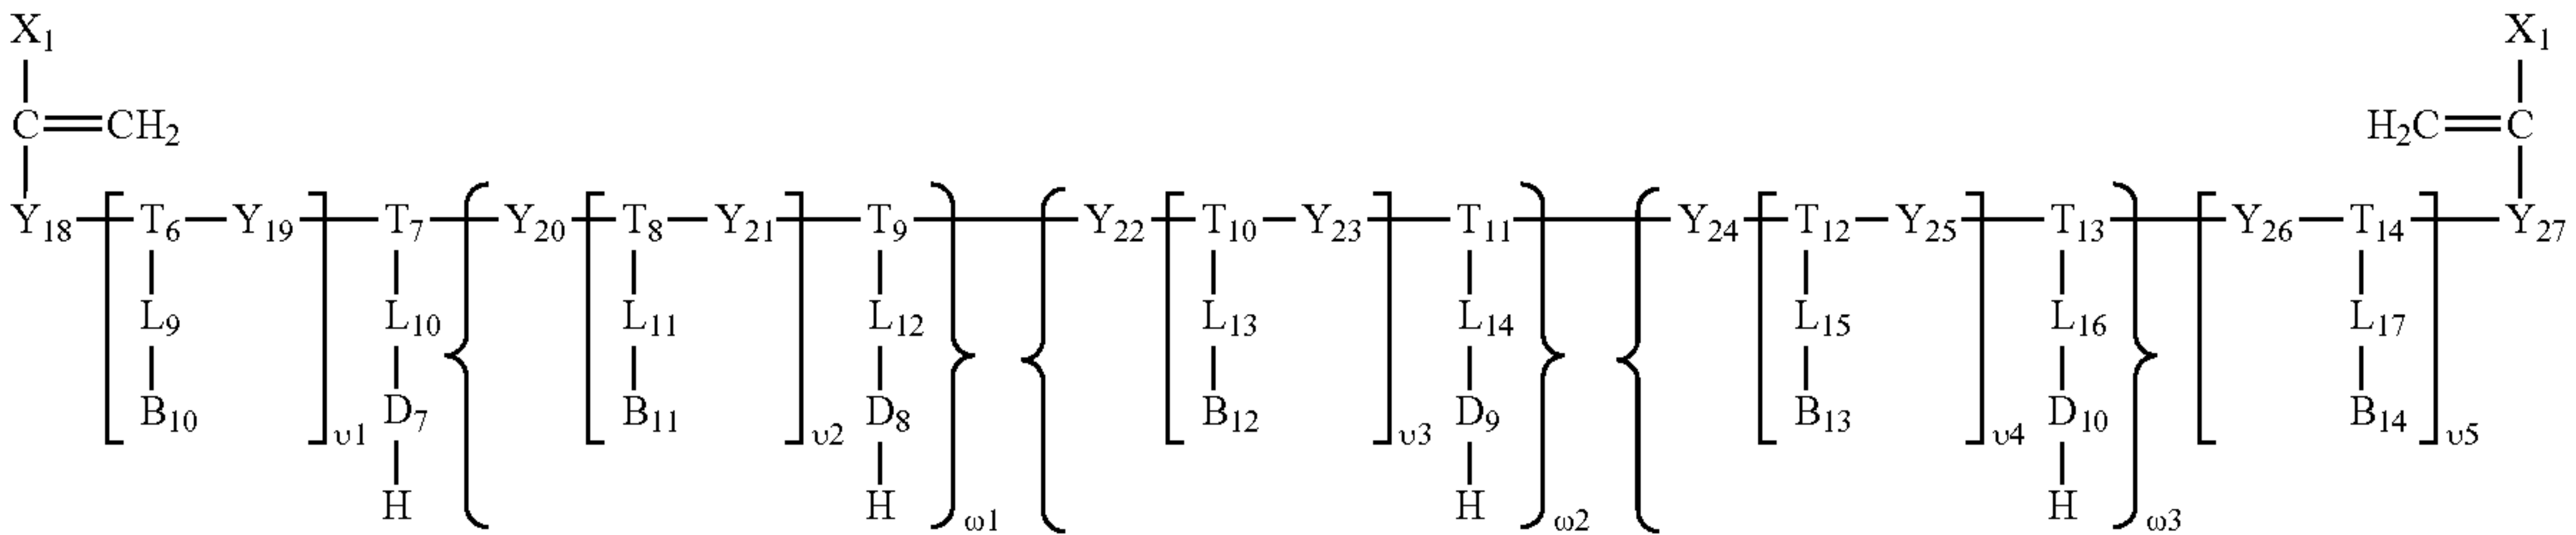 X₁ X₁
C=CH₂ H₂C=C
Y₁₈—[T₆—Y₁₉]υ1—T₇—{Y₂₀—[T₈—Y₂₁]υ2—T₉}ω1—{Y₂₂—[T₁₀—Y₂₃]υ3—T₁₁}ω2—{Y₂₄—[T₁₂—Y₂₅]υ4—T₁₃}ω3—[Y₂₆—T₁₄]υ5—Y₂₇
L₉ L₁₀ L₁₁ L₁₂ L₁₃ L₁₄ L₁₅ L₁₆ L₁₇
B₁₀ D₇ B₁₁ D₈ B₁₂ D₉ B₁₃ D₁₀ B₁₄
H H H H